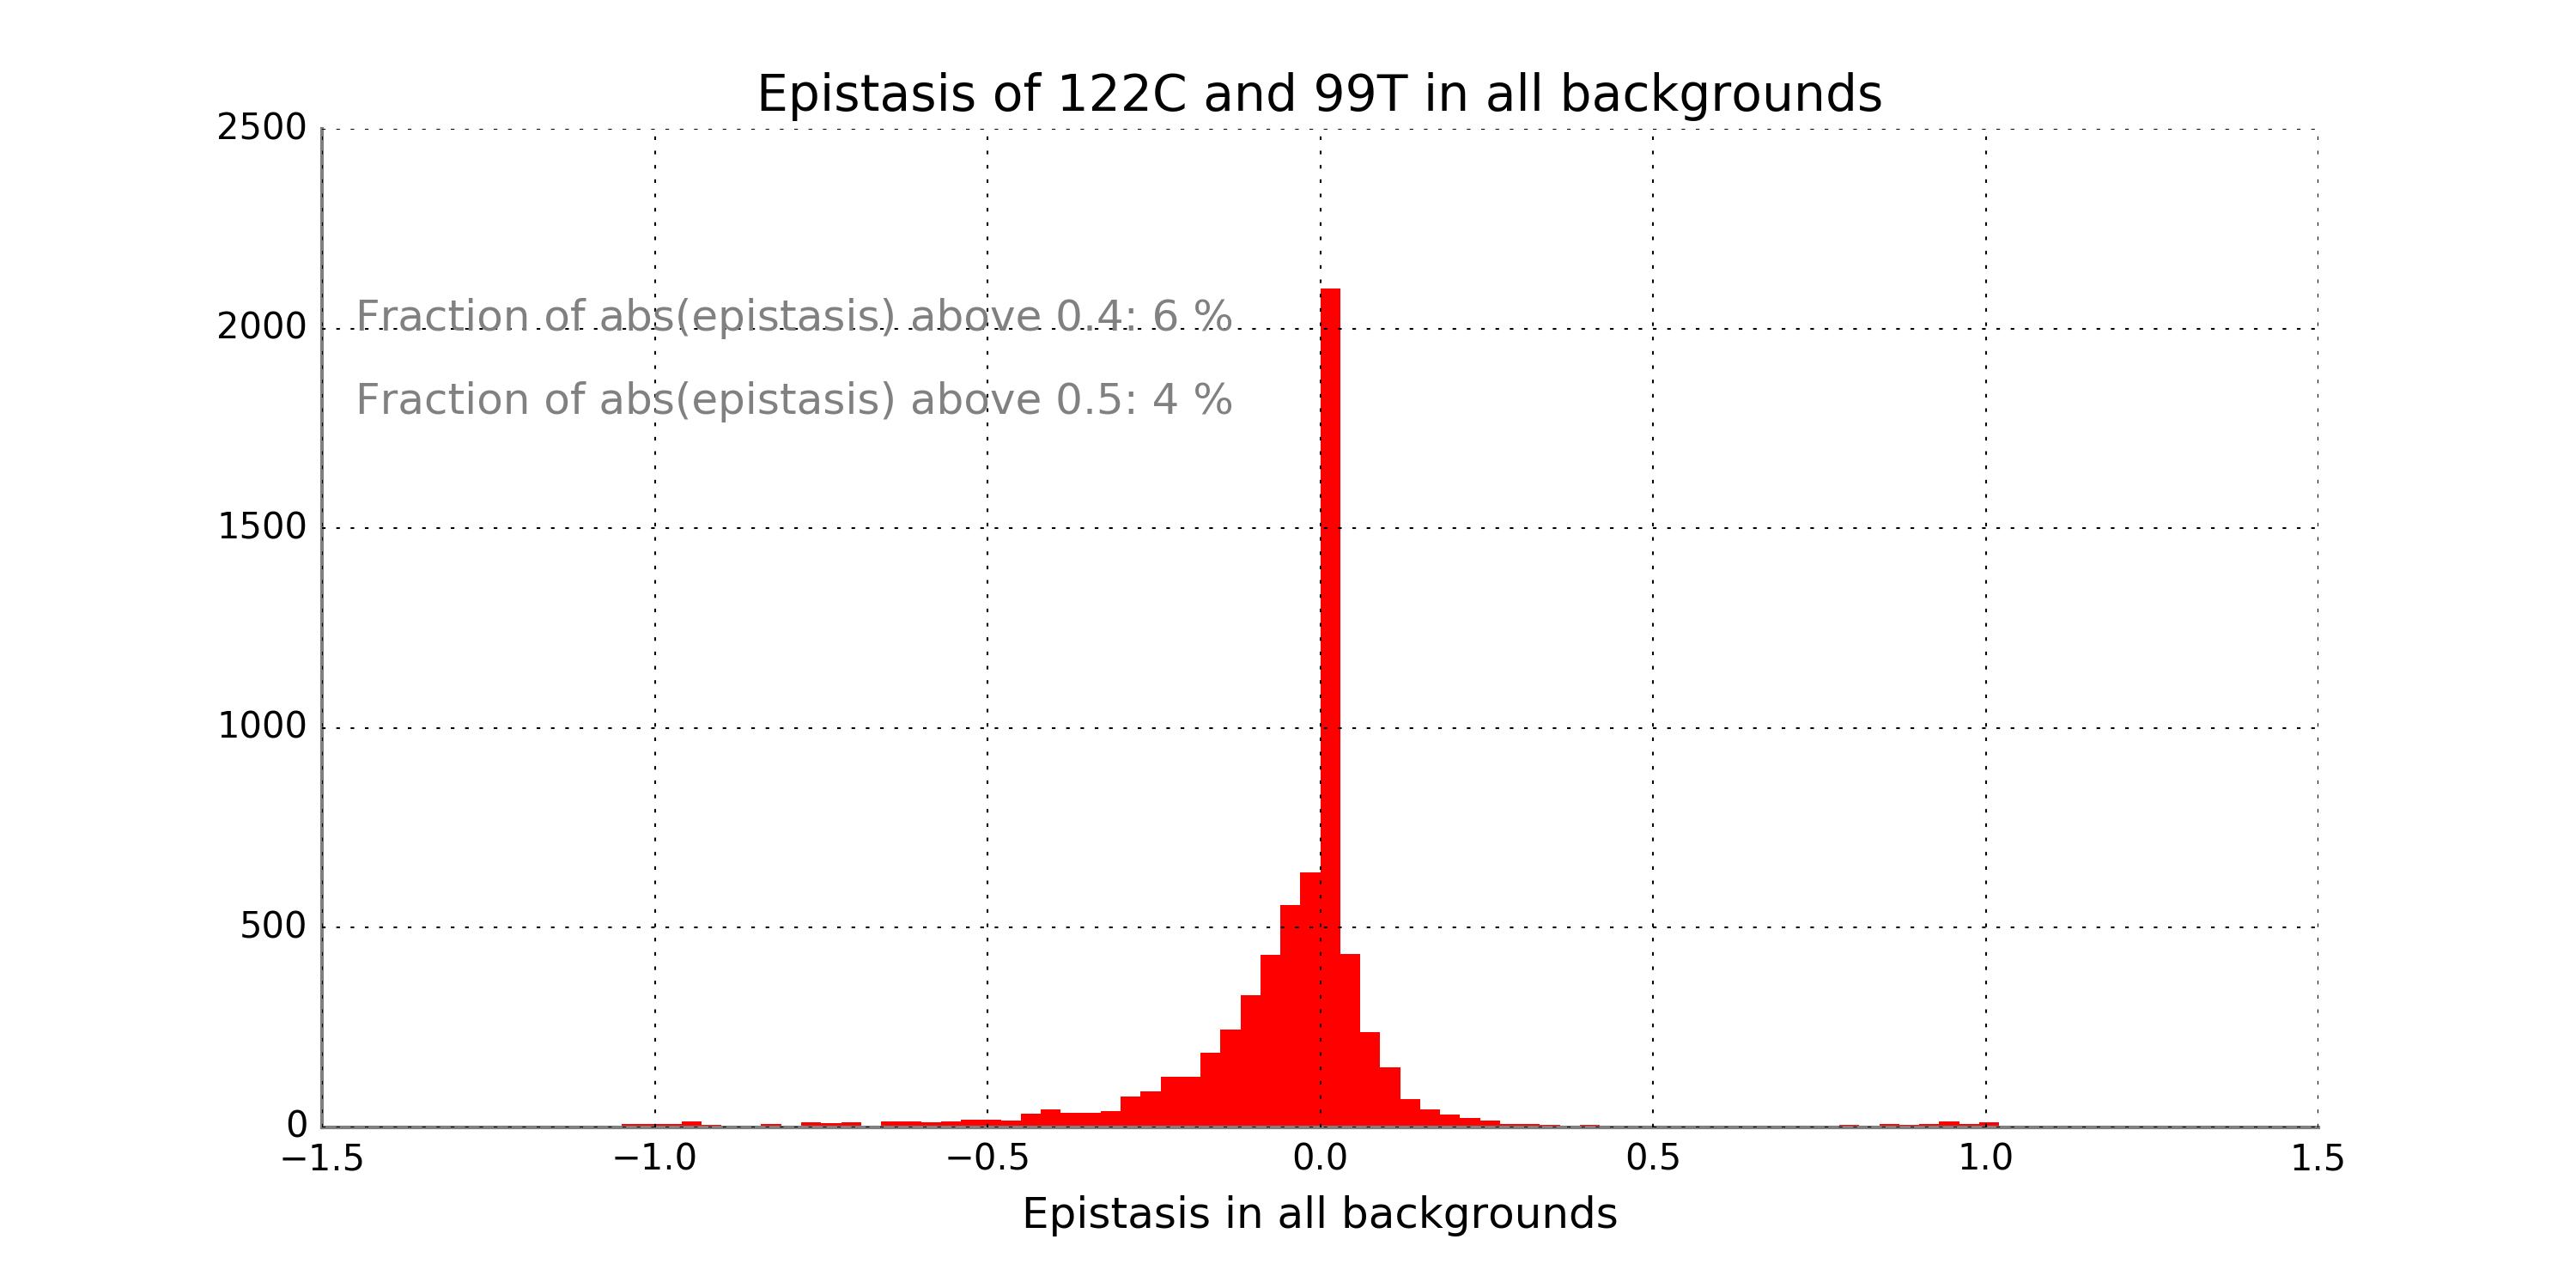 Epistasis of 122C and 99T in all backgrounds
2500
2000
1500
1000
500
0
Fraction of abs(epistasis) above 0.4: 6 %
Fraction of abs(epistasis) above 0.5: 4 %
−1.5 −1.0 −0.5 0.0 0.5 1.0 1.5
Epistasis in all backgrounds